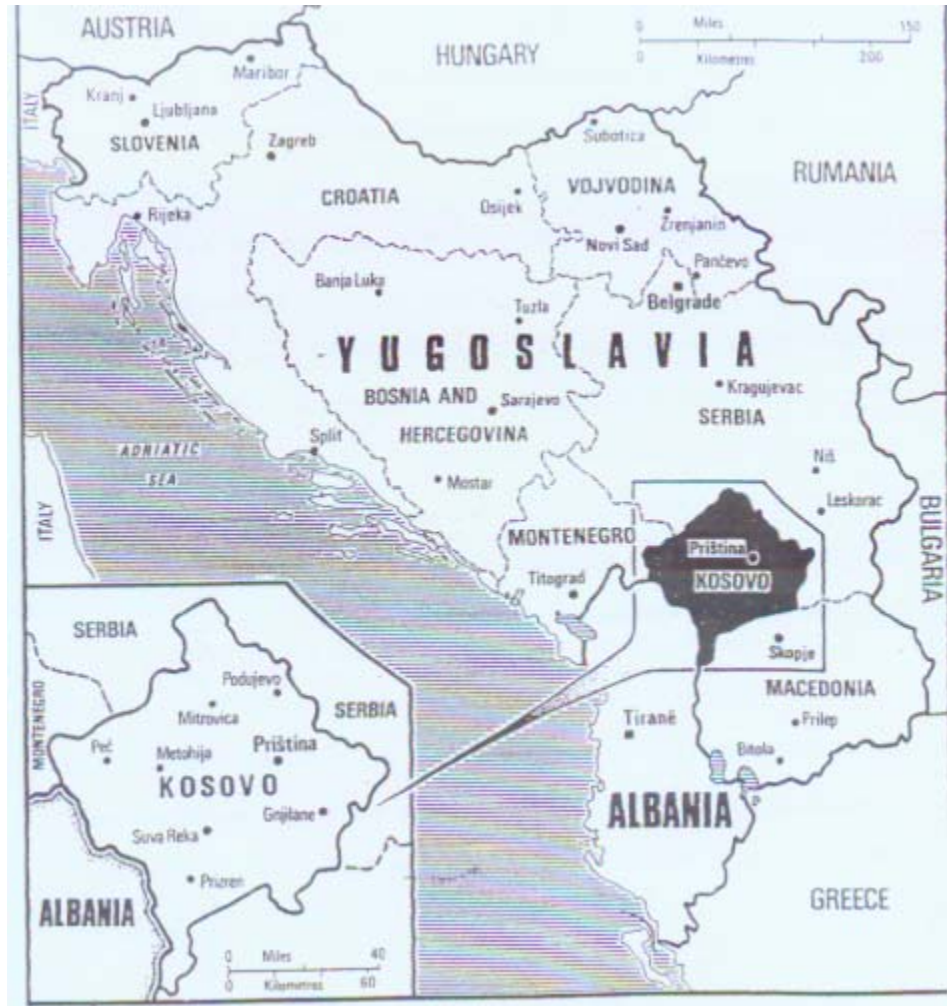 AUSTRIA
HUNGARY
Miles
0 150
0 Kilometres 200
Maribor
Kranj
Ljubljana
ITALY
SLOVENIA
Zagreb
Subotica
RUMANIA
CROATIA
VOJVODINA
Osijek
Zrenjanin
Rijeka
Novi Sad
Pančevo
Banja Luka
Belgrade
Tuzla
YUGOSLAVIA
Kragujevac
BOSNIA AND
Sarajevo
SERBIA
HERCEGOVINA
Split
ADRIATIC
SEA
Niš
Mostar
Leskorac
ITALY
MONTENEGRO
Priština
KOSOVO
BULGARIA
Titograd
Skopje
MACEDONIA
Tiranë
Prilep
Bitola
ALBANIA
GREECE
SERBIA
Podujevo
MONTENEGRO
Mitrovica
SERBIA
Peč
Metohija
Priština
KOSOVO
Gnjilane
Suva Reka
Prizren
ALBANIA
0 Miles 40
0 Kilometres 60